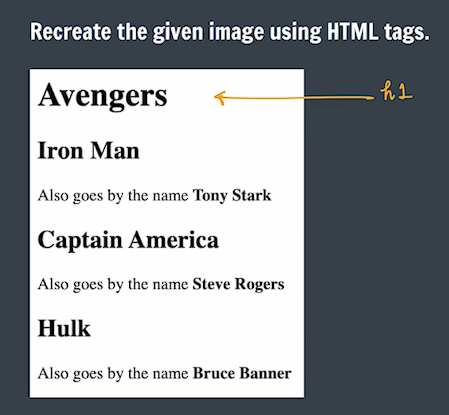 Recreate the given image using HTML tags.
Avengers
h1
Iron Man
Also goes by the name Tony Stark
Captain America
Also goes by the name Steve Rogers
Hulk
Also goes by the name Bruce Banner